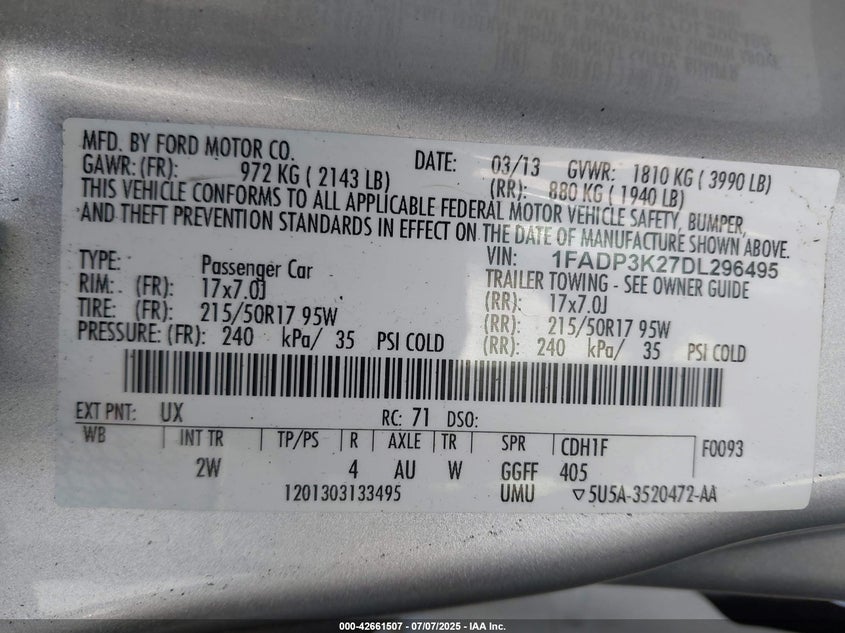 MFD. BY FORD MOTOR CO. DATE: 03/13 GVWR: 1810 KG ( 3990 LB)
GAWR: (FR): 972 KG ( 2143 LB) (RR): 880 KG ( 1940 LB)
THIS VEHICLE CONFORMS TO ALL APPLICABLE FEDERAL MOTOR VEHICLE SAFETY, BUMPER,
AND THEFT PREVENTION STANDARDS IN EFFECT ON THE DATE OF MANUFACTURE SHOWN ABOVE.
VIN: 1FADP3K27DL296495
TYPE: Passenger Car TRAILER TOWING - SEE OWNER GUIDE
RIM: (FR): 17x7.0J (RR): 17x7.0J
TIRE: (FR): 215/50R17 95W (RR): 215/50R17 95W
PRESSURE: (FR): 240 kPa/ 35 PSI COLD (RR): 240 kPa/ 35 PSI COLD
EXT PNT: UX RC: 71 DSO:
WB INT TR TP/PS R AXLE TR SPR CDH1F F0093
2W 4 AU W GGFF 405
1201303133495 UMU ▽5U5A-3520472-AA
000-42661507 - 07/07/2025 - IAA Inc.